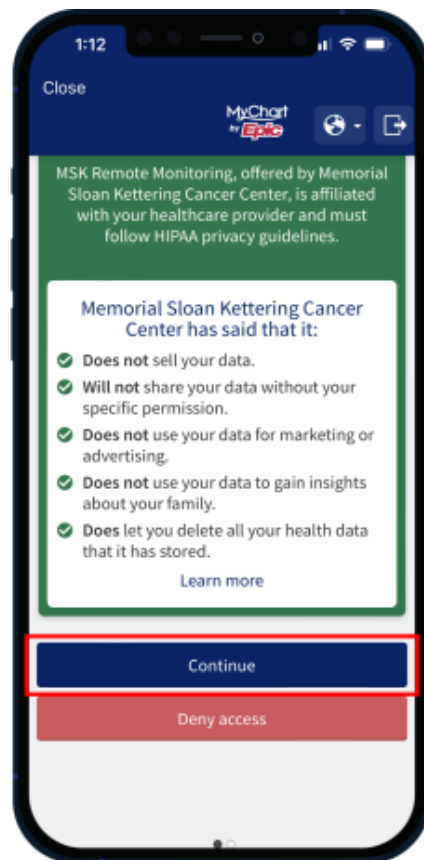 1:12
Close
MyChart
by Epic
MSK Remote Monitoring, offered by Memorial
Sloan Kettering Cancer Center, is affiliated
with your healthcare provider and must
follow HIPAA privacy guidelines.
Memorial Sloan Kettering Cancer
Center has said that it:
Does not sell your data.
Will not share your data without your
specific permission.
Does not use your data for marketing or
advertising.
Does not use your data to gain insights
about your family.
Does let you delete all your health data
that it has stored.
Learn more
Continue
Deny access